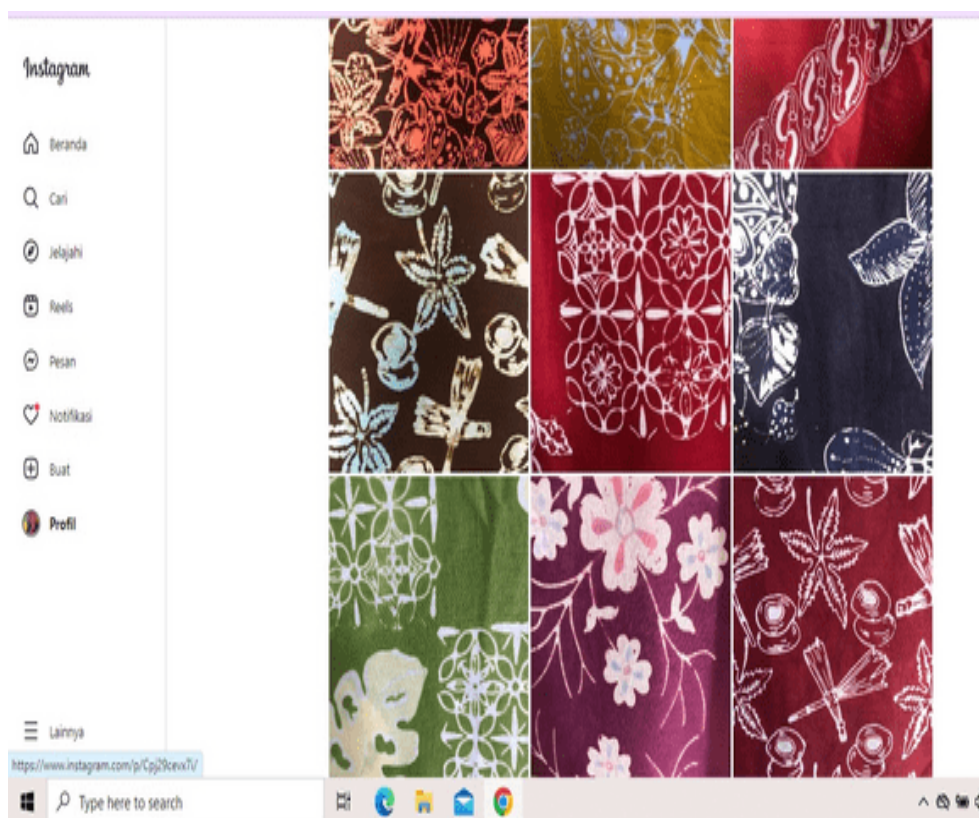 Instagram
Beranda
Cari
Jelajahi
Reels
Pesan
Notifikasi
Buat
Profil
Lainnya
https://www.instagram.com/p/Cpj29cevx7i/
Type here to search